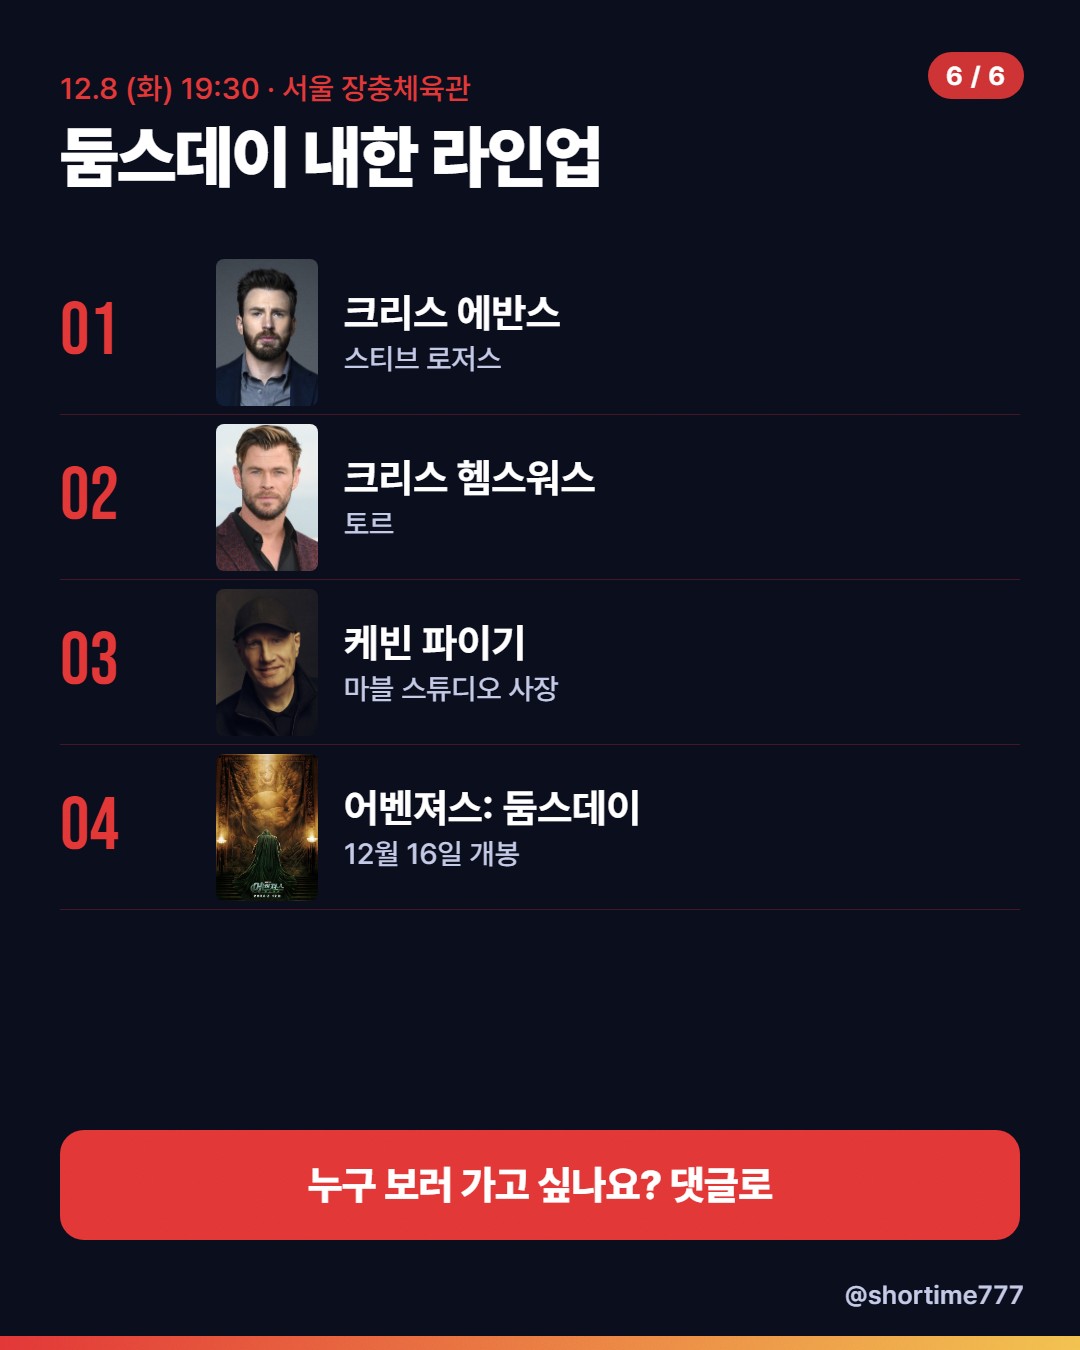 12.8 (화) 19:30 · 서울 장충체육관
6 / 6
둠스데이 내한 라인업
01
크리스 에반스
스티브 로저스
02
크리스 헴스워스
토르
03
케빈 파이기
마블 스튜디오 사장
04
어벤져스: 둠스데이
12월 16일 개봉
어벤져스
누구 보러 가고 싶나요? 댓글로
@shortime777